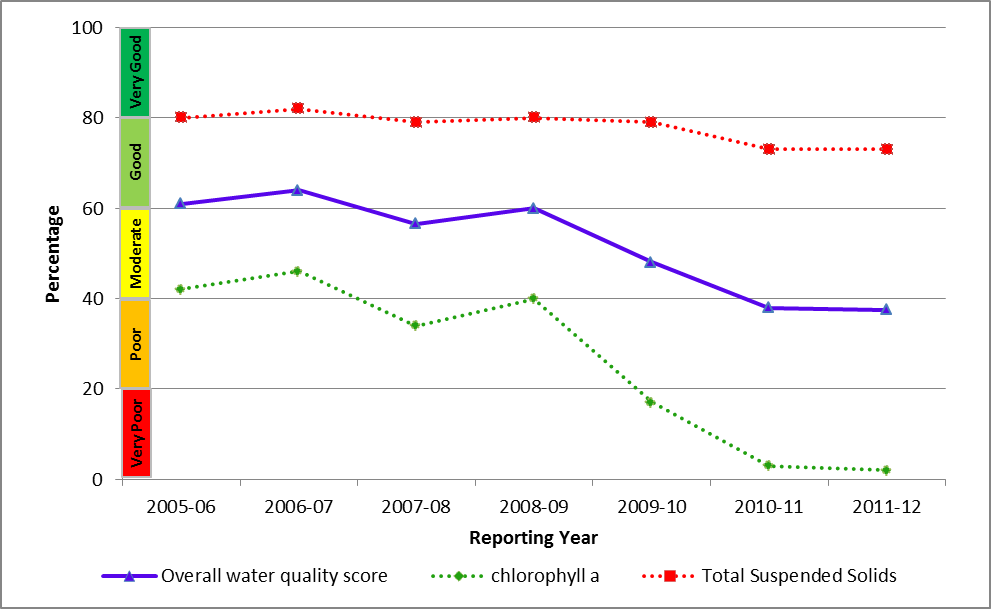 100
80
60
40
20
0
Percentage
Very Good
Good
Moderate
Poor
Very Poor
2005-06 2006-07 2007-08 2008-09 2009-10 2010-11 2011-12
Reporting Year
Overall water quality score chlorophyll a Total Suspended Solids